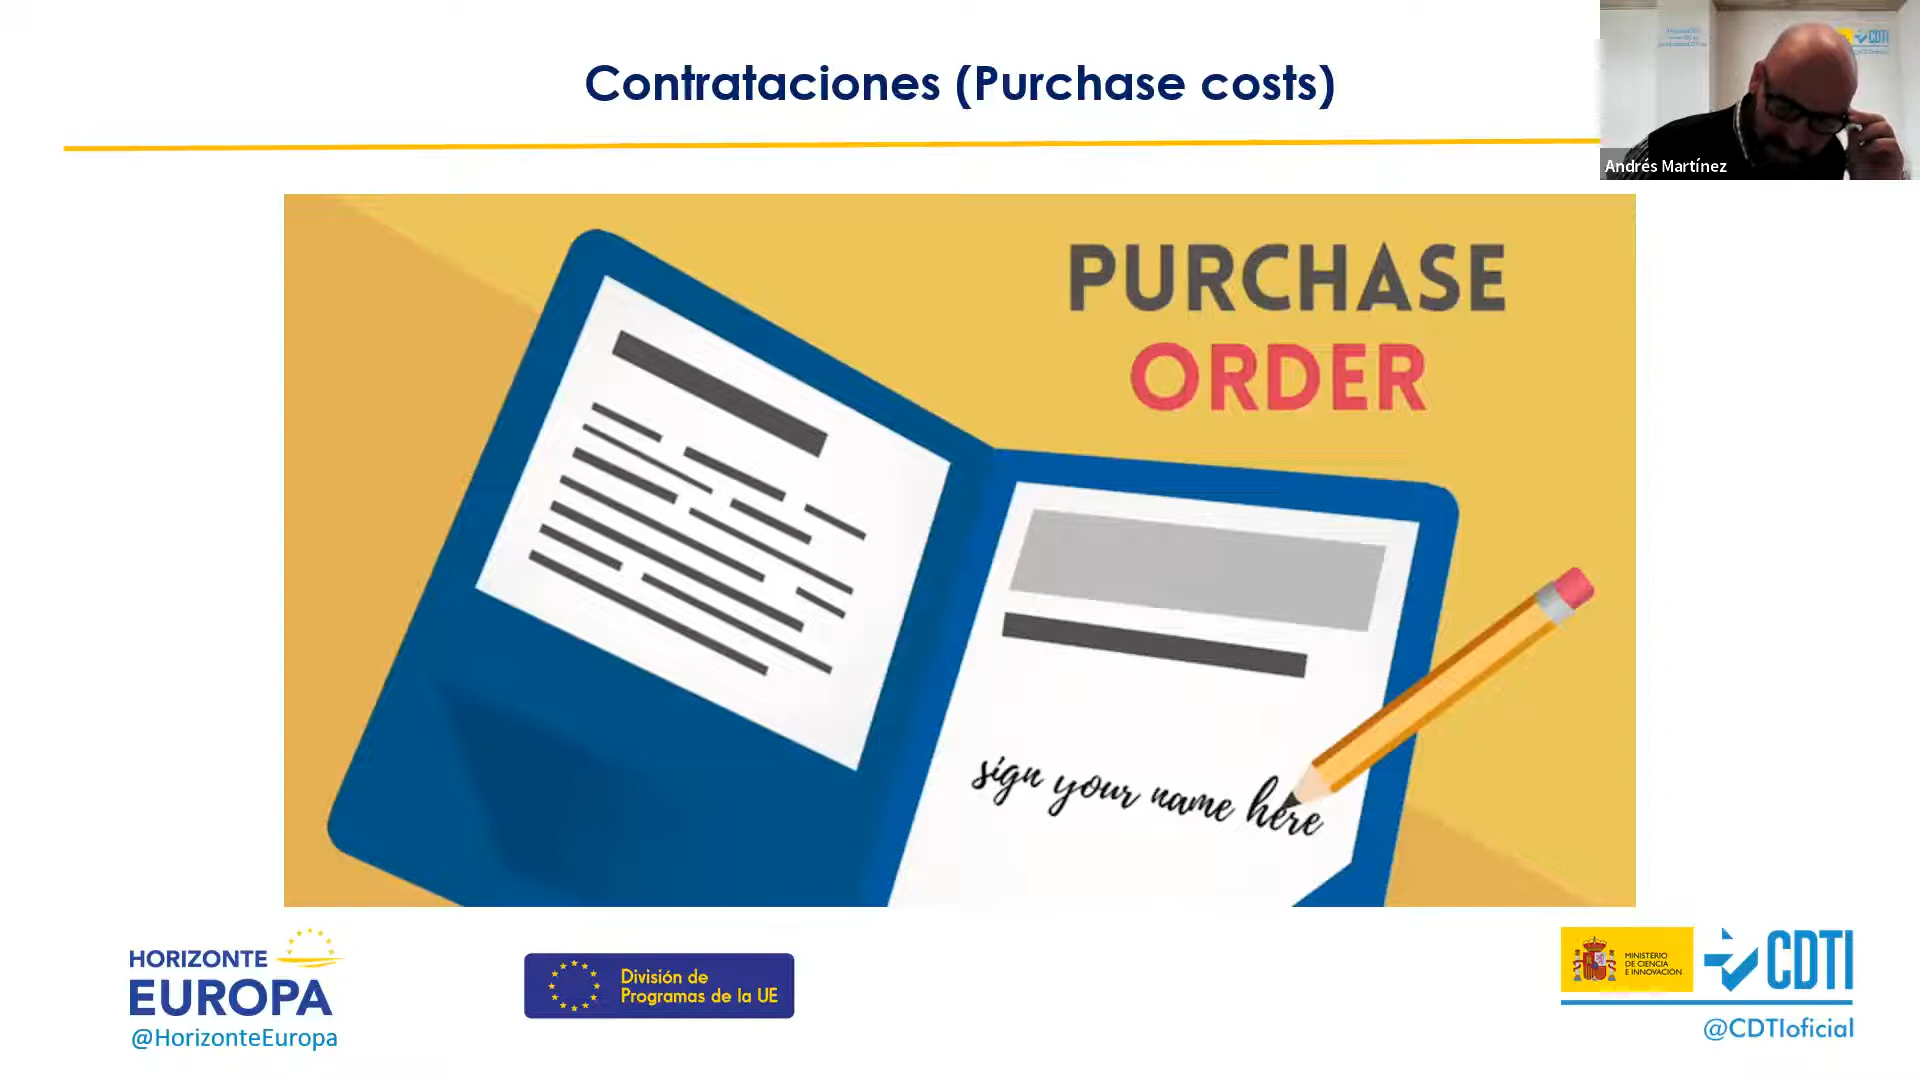 Contrataciones (Purchase costs)
CDTI
Andrés Martínez
PURCHASE
ORDER
sign your name here
HORIZONTE
EUROPA
@HorizonteEuropa
División de
Programas de la UE
MINISTERIO
DE CIENCIA
E INNOVACIÓN
CDTI
@CDTIoficial